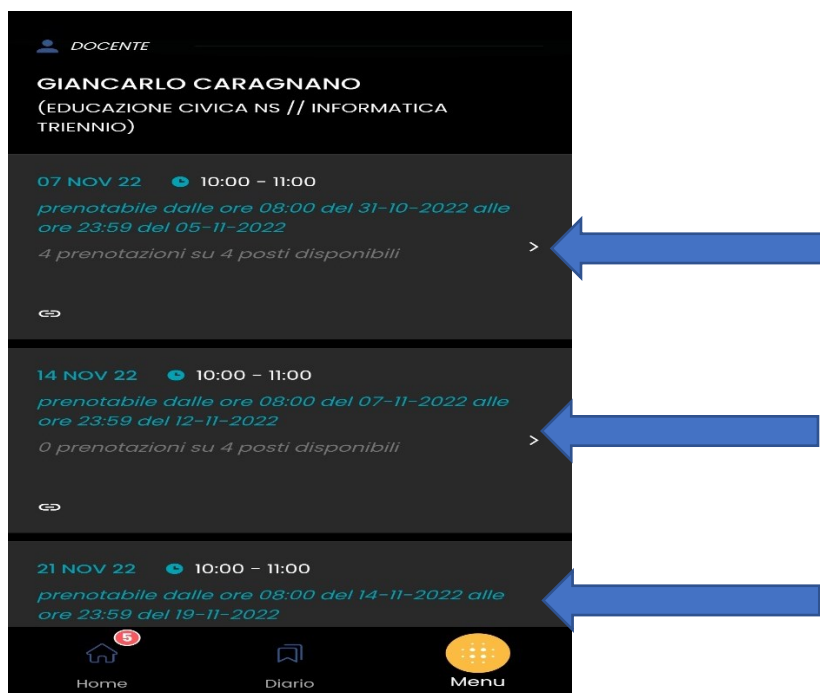 DOCENTE
GIANCARLO CARAGNANO
(EDUCAZIONE CIVICA NS // INFORMATICA
TRIENNIO)
07 NOV 22 10:00 - 11:00
prenotabile dalle ore 08:00 del 31-10-2022 alle
ore 23:59 del 05-11-2022
4 prenotazioni su 4 posti disponibili
>
14 NOV 22 10:00 - 11:00
prenotabile dalle ore 08:00 del 07-11-2022 alle
ore 23:59 del 12-11-2022
0 prenotazioni su 4 posti disponibili
>
21 NOV 22 10:00 - 11:00
prenotabile dalle ore 08:00 del 14-11-2022 alle
ore 23:59 del 19-11-2022
5
Home Diario Menu